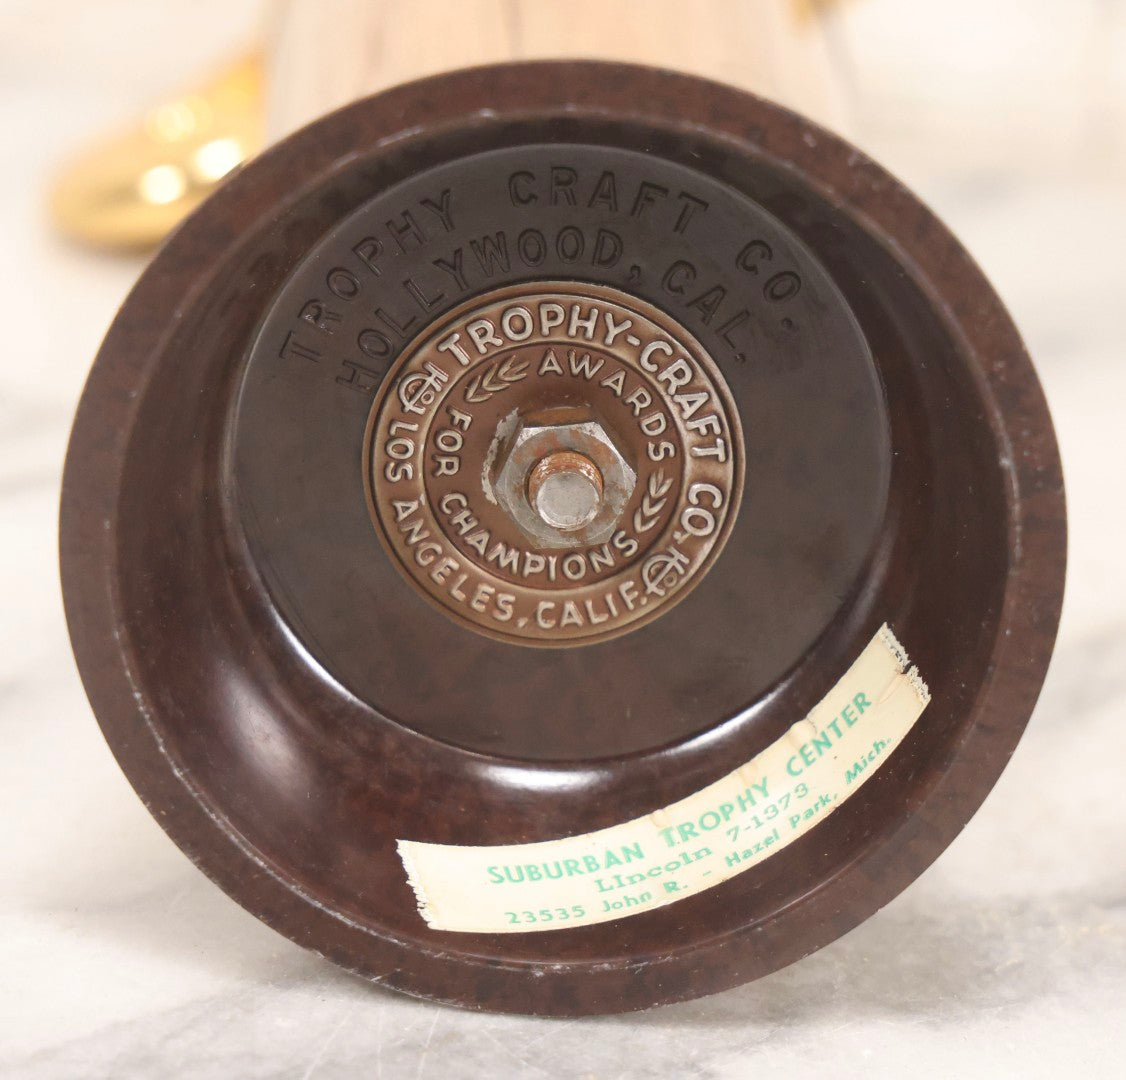 TROPHY CRAFT CO.
HOLLYWOOD, CAL.
TROPHY-CRAFT CO.
LOS ANGELES, CALIF.
AWARDS
FOR CHAMPIONS
SUBURBAN TROPHY CENTER
LIncoln 7-1373
23535 John R. - Hazel Park, Mich.